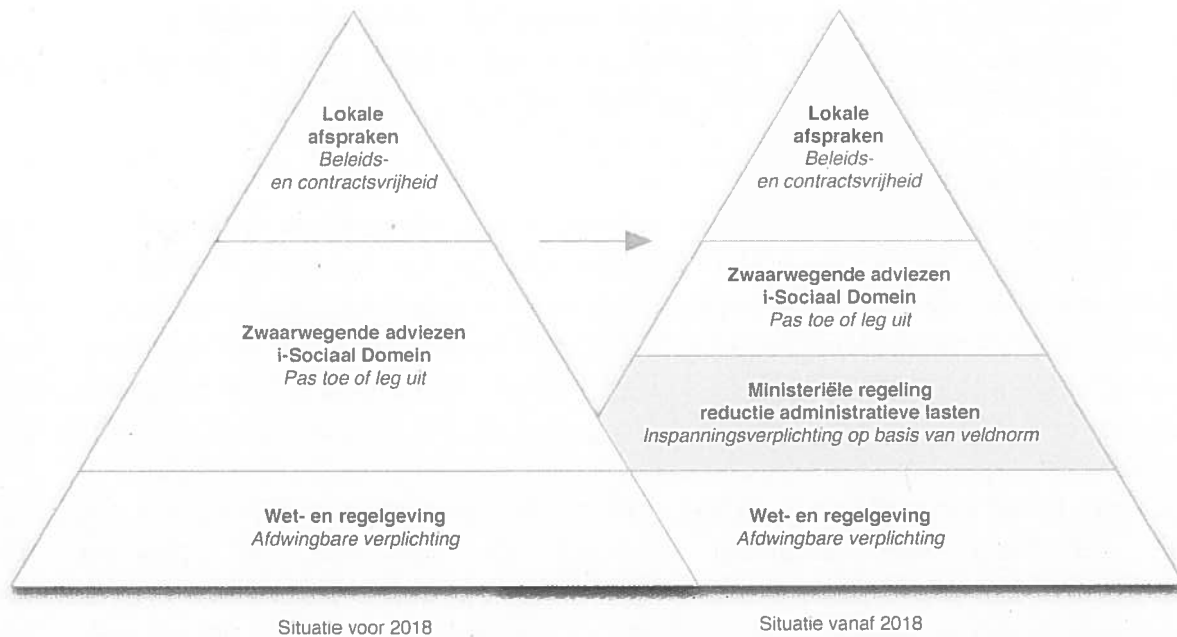 Lokale
afspraken
Beleids-
en contractsvrijheid
Zwaarwegende adviezen
i-Sociaal Domein
Pas toe of leg uit
Wet- en regelgeving
Afdwingbare verplichting
Situatie voor 2018
Lokale
afspraken
Beleids-
en contractsvrijheid
Zwaarwegende adviezen
i-Sociaal Domein
Pas toe of leg uit
Ministeriële regeling
reductie administratieve lasten
Inspanningsverplichting op basis van veldnorm
Wet- en regelgeving
Afdwingbare verplichting
Situatie vanaf 2018